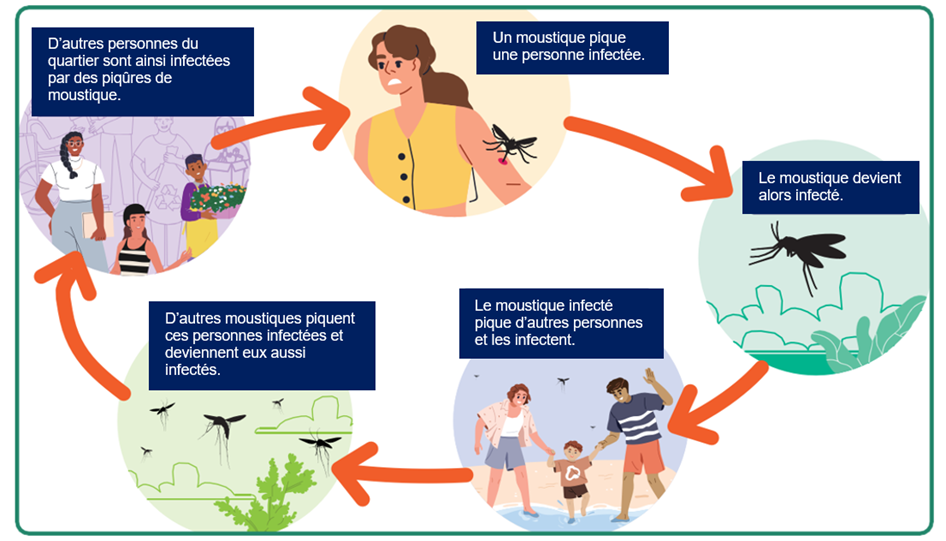 D’autres personnes du
quartier sont ainsi infectées
par des piqûres de
moustique.
Un moustique pique
une personne infectée.
Le moustique devient
alors infecté.
Le moustique infecté
pique d’autres personnes
et les infectent.
D’autres moustiques piquent
ces personnes infectées et
deviennent eux aussi
infectés.